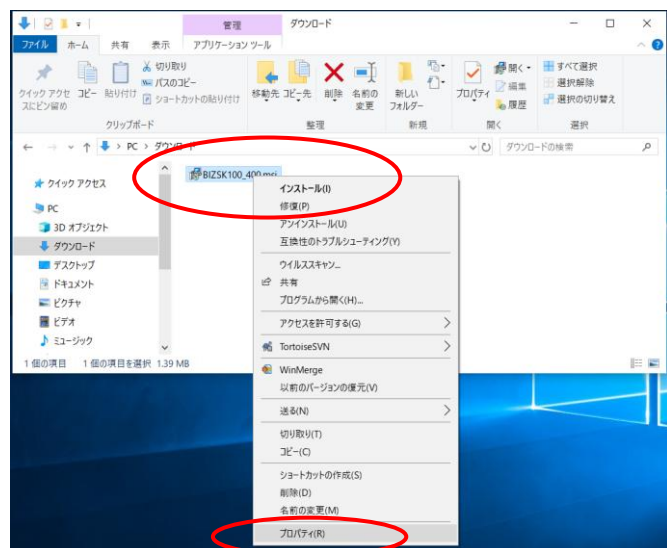 管理
ダウンロード
ファイル ホーム 共有 表示 アプリケーション ツール
クイック アクセスにピン留め
コピー
貼り付け
切り取り
パスのコピー
ショートカットの貼り付け
クリップボード
移動先 コピー先 削除 名前の変更
整理
新しいフォルダー
新規
プロパティ
開く
編集
履歴
開く
すべて選択
選択解除
選択の切り替え
選択
PC > ダウンロード
ダウンロードの検索
クイック アクセス
PC
3D オブジェクト
ダウンロード
デスクトップ
ドキュメント
ピクチャ
ビデオ
ミュージック
BIZSK100_400.msi
インストール(I)
修復(P)
アンインストール(U)
互換性のトラブルシューティング(Y)
ウイルススキャン...
共有
プログラムから開く(H)...
アクセスを許可する(G)
TortoiseSVN
WinMerge
以前のバージョンの復元(V)
送る(N)
切り取り(T)
コピー(C)
ショートカットの作成(S)
削除(D)
名前の変更(M)
プロパティ(R)
1 個の項目 1 個の項目を選択 1.39 MB